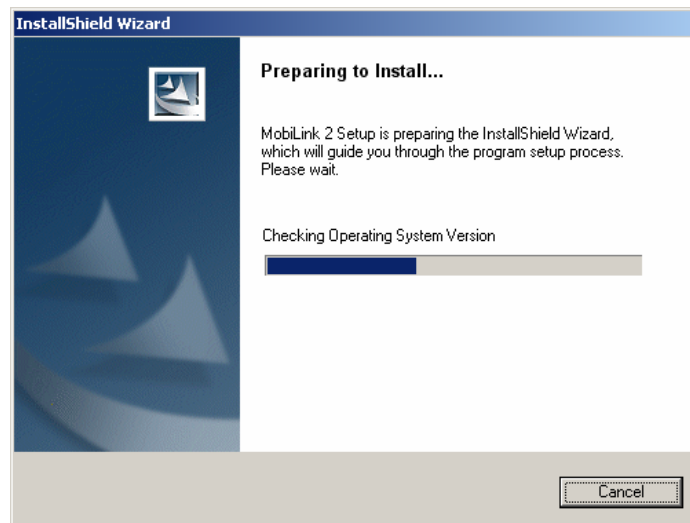 InstallShield Wizard
Preparing to Install...
MobiLink 2 Setup is preparing the InstallShield Wizard,
which will guide you through the program setup process.
Please wait.
Checking Operating System Version
Cancel